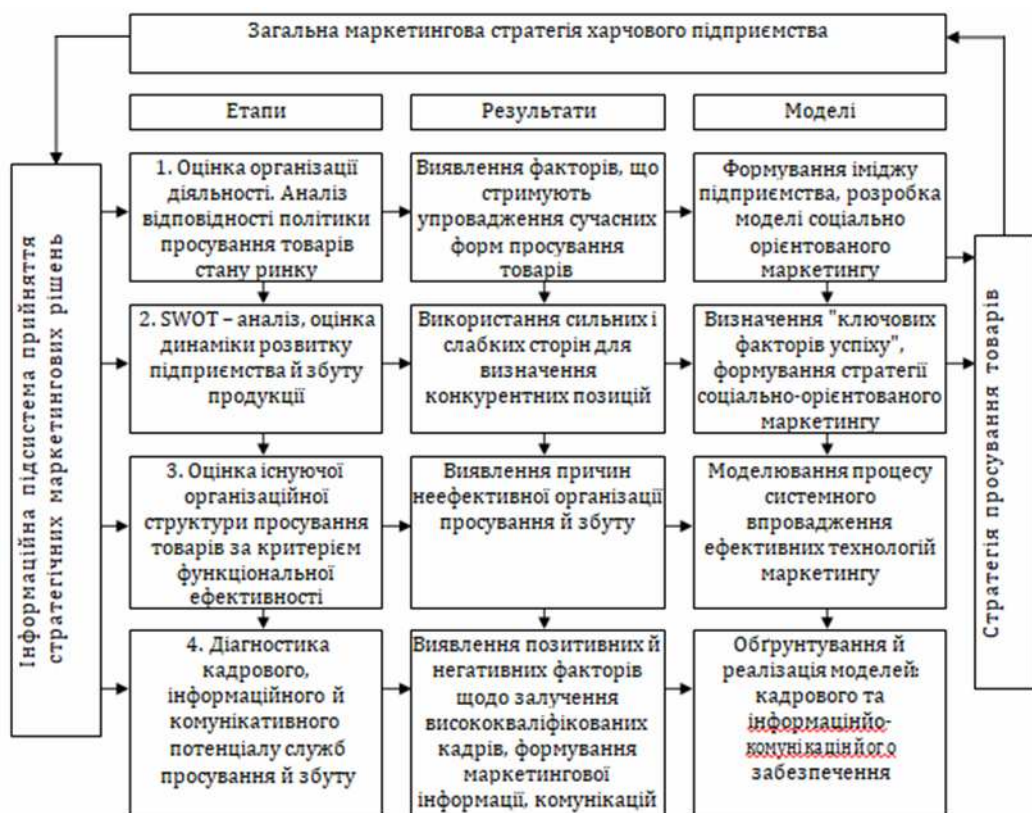 Загальна маркетингова стратегія харчового підприємства
Етапи
Результати
Моделі
Інформаційна підсистема прийняття
стратегічних маркетингових рішень
1. Оцінка організації
діяльності. Аналіз
відповідності політики
просування товарів
стану ринку
Виявлення факторів, що
стримують
упровадження сучасних
форм просування
товарів
Формування іміджу
підприємства, розробка
моделі соціально
орієнтованого
маркетингу
2. SWOT – аналіз, оцінка
динаміки розвитку
підприємства й збуту
продукції
Використання сильних і
слабких сторін для
визначення
конкурентних позицій
Визначення "ключових
факторів успіху",
формування стратегії
соціально-орієнтованого
маркетингу
3. Оцінка існуючої
організаційної
структури просування
товарів за критерієм
функціональної
ефективності
Виявлення причин
неефективної організації
просування й збуту
Моделювання процесу
системного
впровадження
ефективних технологій
маркетингу
4. Діагностика
кадрового,
інформаційного й
комунікативного
потенціалу служб
просування й збуту
Виявлення позитивних й
негативних факторів
щодо залучення
висококваліфікованих
кадрів, формування
маркетингової
інформації, комунікацій
Обґрунтування й
реалізація моделей:
кадрового та
інформацінйо-
комунікацінйого
забезпечення
Стратегія просування товарів